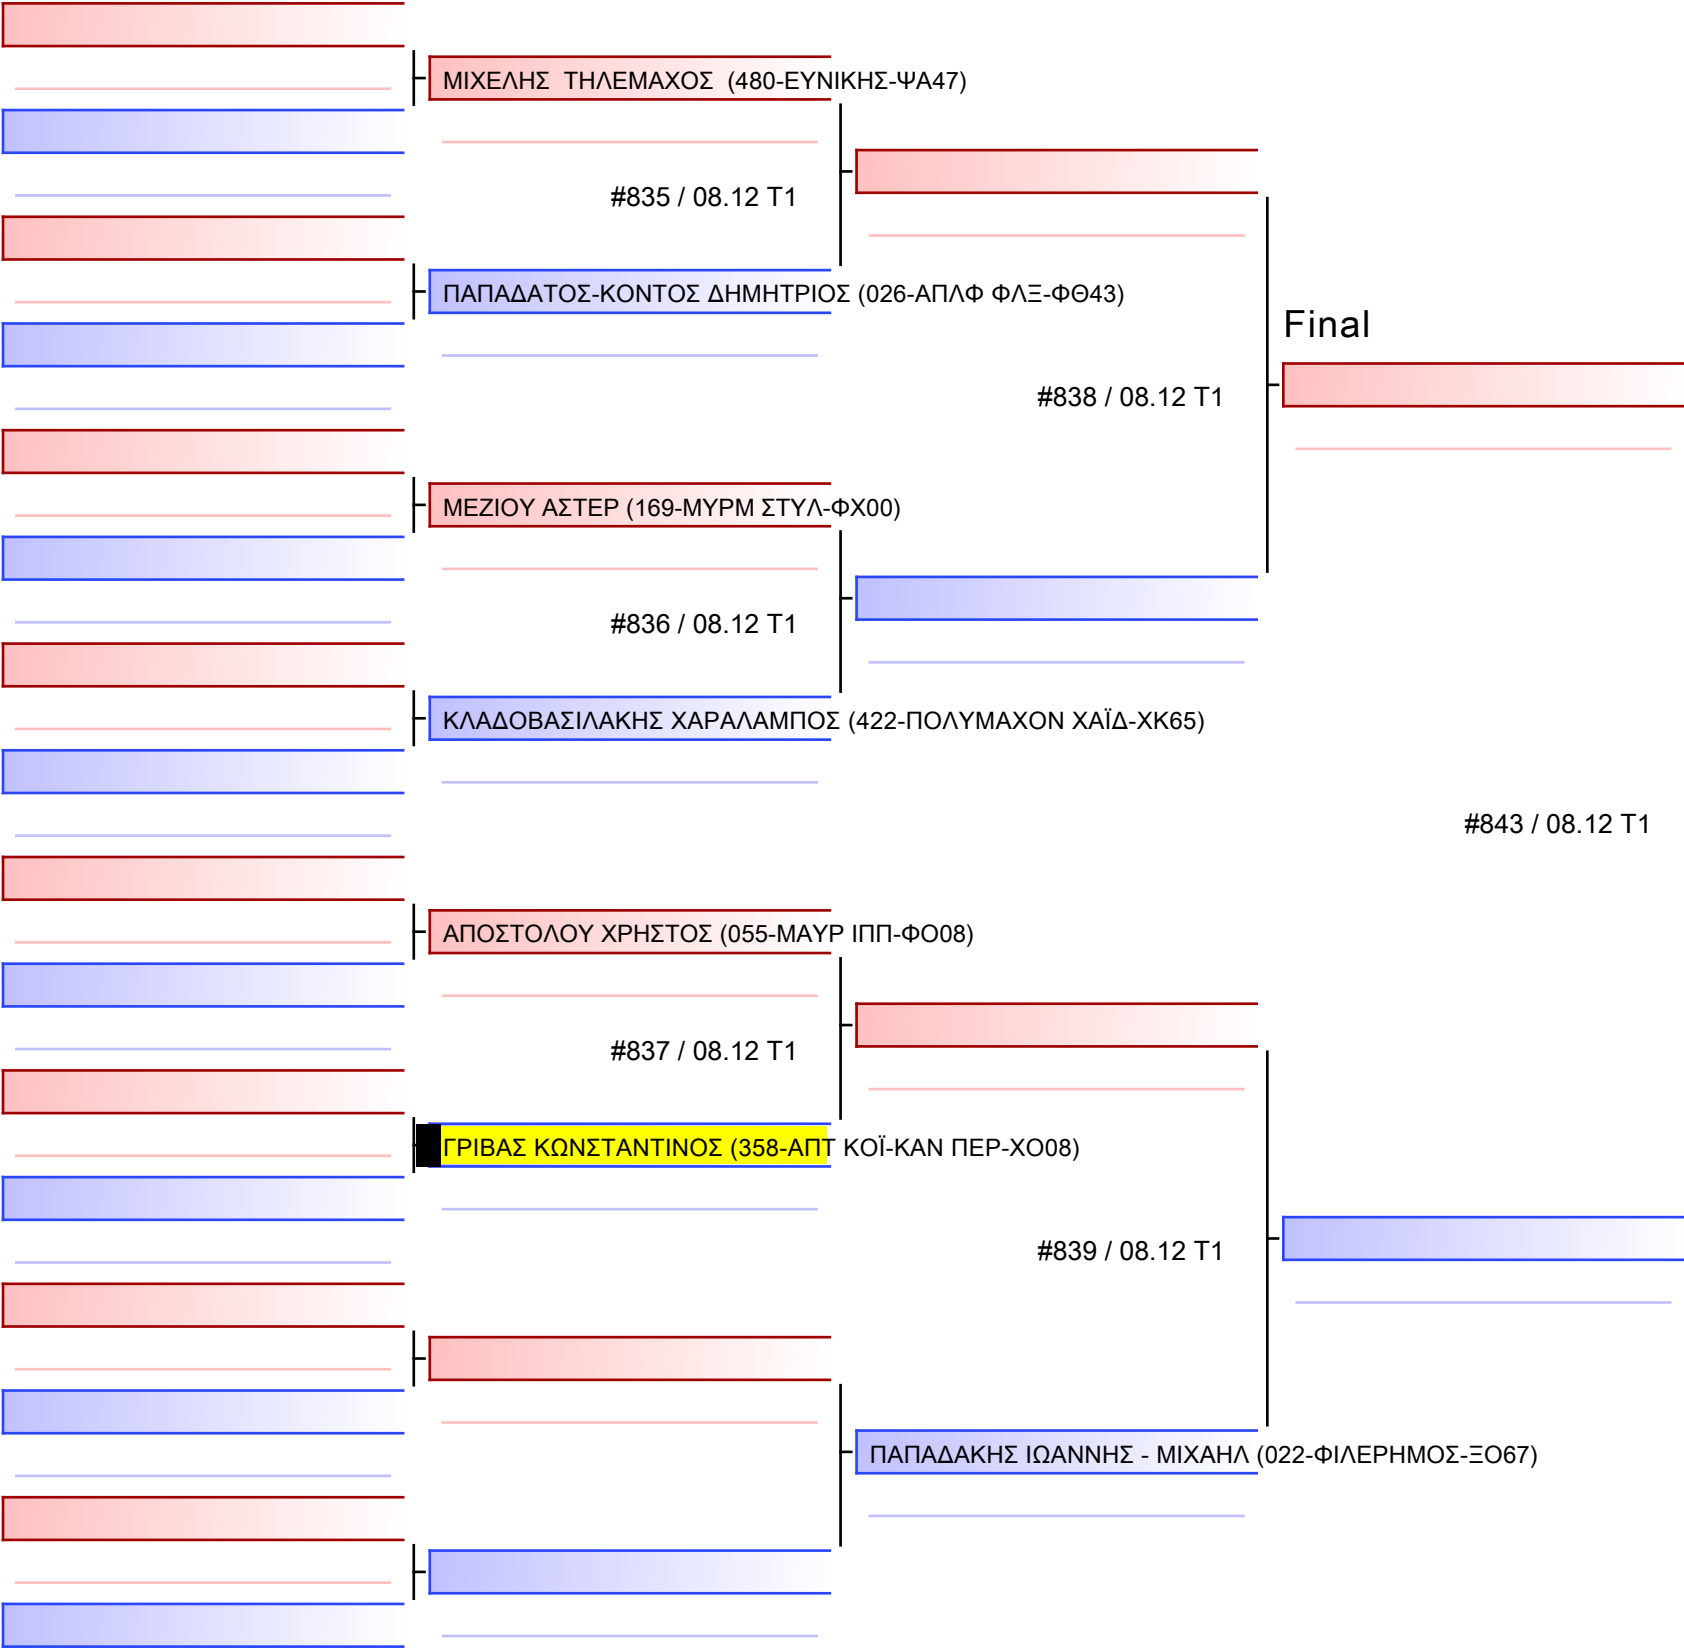 ΜΙΧΕΛΗΣ  ΤΗΛΕΜΑΧΟΣ  (480-ΕΥΝΙΚΗΣ-ΨΑ47)
#835 / 08.12 T1
ΠΑΠΑΔΑΤΟΣ-ΚΟΝΤΟΣ ΔΗΜΗΤΡΙΟΣ (026-ΑΠΛΦ ΦΛΞ-ΦΘ43)
Final
#838 / 08.12 T1
ΜΕΖΙΟΥ ΑΣΤΕΡ (169-ΜΥΡΜ ΣΤΥΛ-ΦΧ00)
#836 / 08.12 T1
ΚΛΑΔΟΒΑΣΙΛΑΚΗΣ ΧΑΡΑΛΑΜΠΟΣ (422-ΠΟΛΥΜΑΧΟΝ ΧΑΪΔ-ΧΚ65)
#843 / 08.12 T1
ΑΠΟΣΤΟΛΟΥ ΧΡΗΣΤΟΣ (055-ΜΑΥΡ ΙΠΠ-ΦΟ08)
#837 / 08.12 T1
ΓΡΙΒΑΣ ΚΩΝΣΤΑΝΤΙΝΟΣ (358-ΑΠΤ ΚΟΪ-ΚΑΝ ΠΕΡ-ΧΟ08)
#839 / 08.12 T1
ΠΑΠΑΔΑΚΗΣ ΙΩΑΝΝΗΣ - ΜΙΧΑΗΛ (022-ΦΙΛΕΡΗΜΟΣ-ΞΟ67)